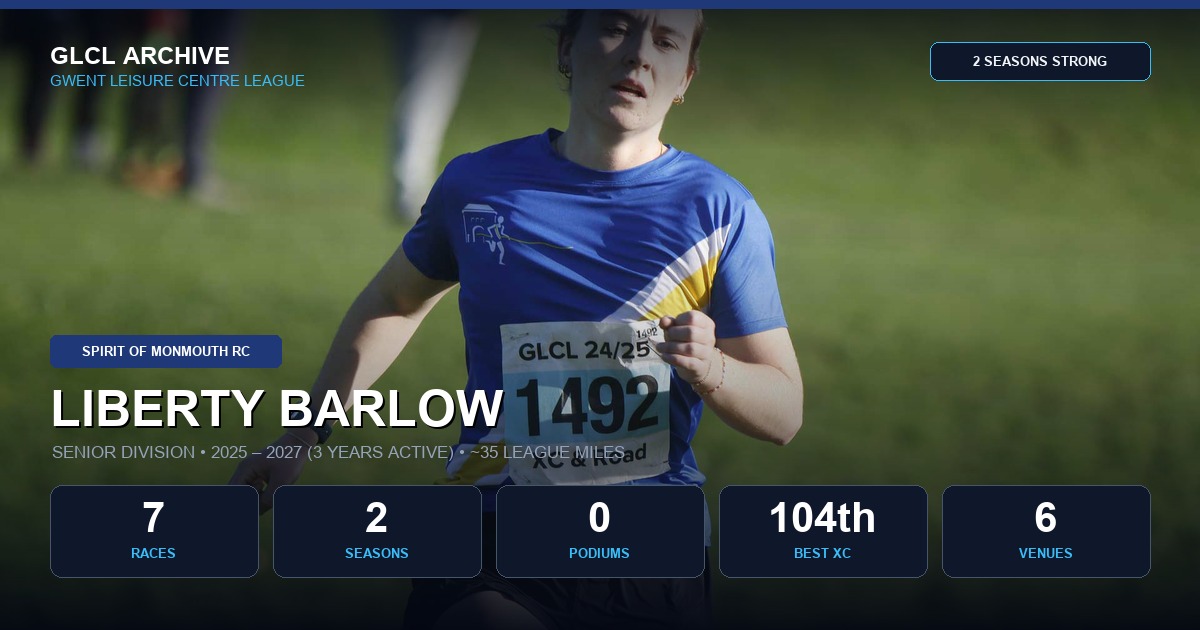 GLCL ARCHIVE
GWENT LEISURE CENTRE LEAGUE
2 SEASONS STRONG
1492
GLCL 24/25
1492
XC & Road
SPIRIT OF MONMOUTH RC
LIBERTY BARLOW
SENIOR DIVISION • 2025 – 2027 (3 YEARS ACTIVE) • ~35 LEAGUE MILES
7
RACES
2
SEASONS
0
PODIUMS
104th
BEST XC
6
VENUES